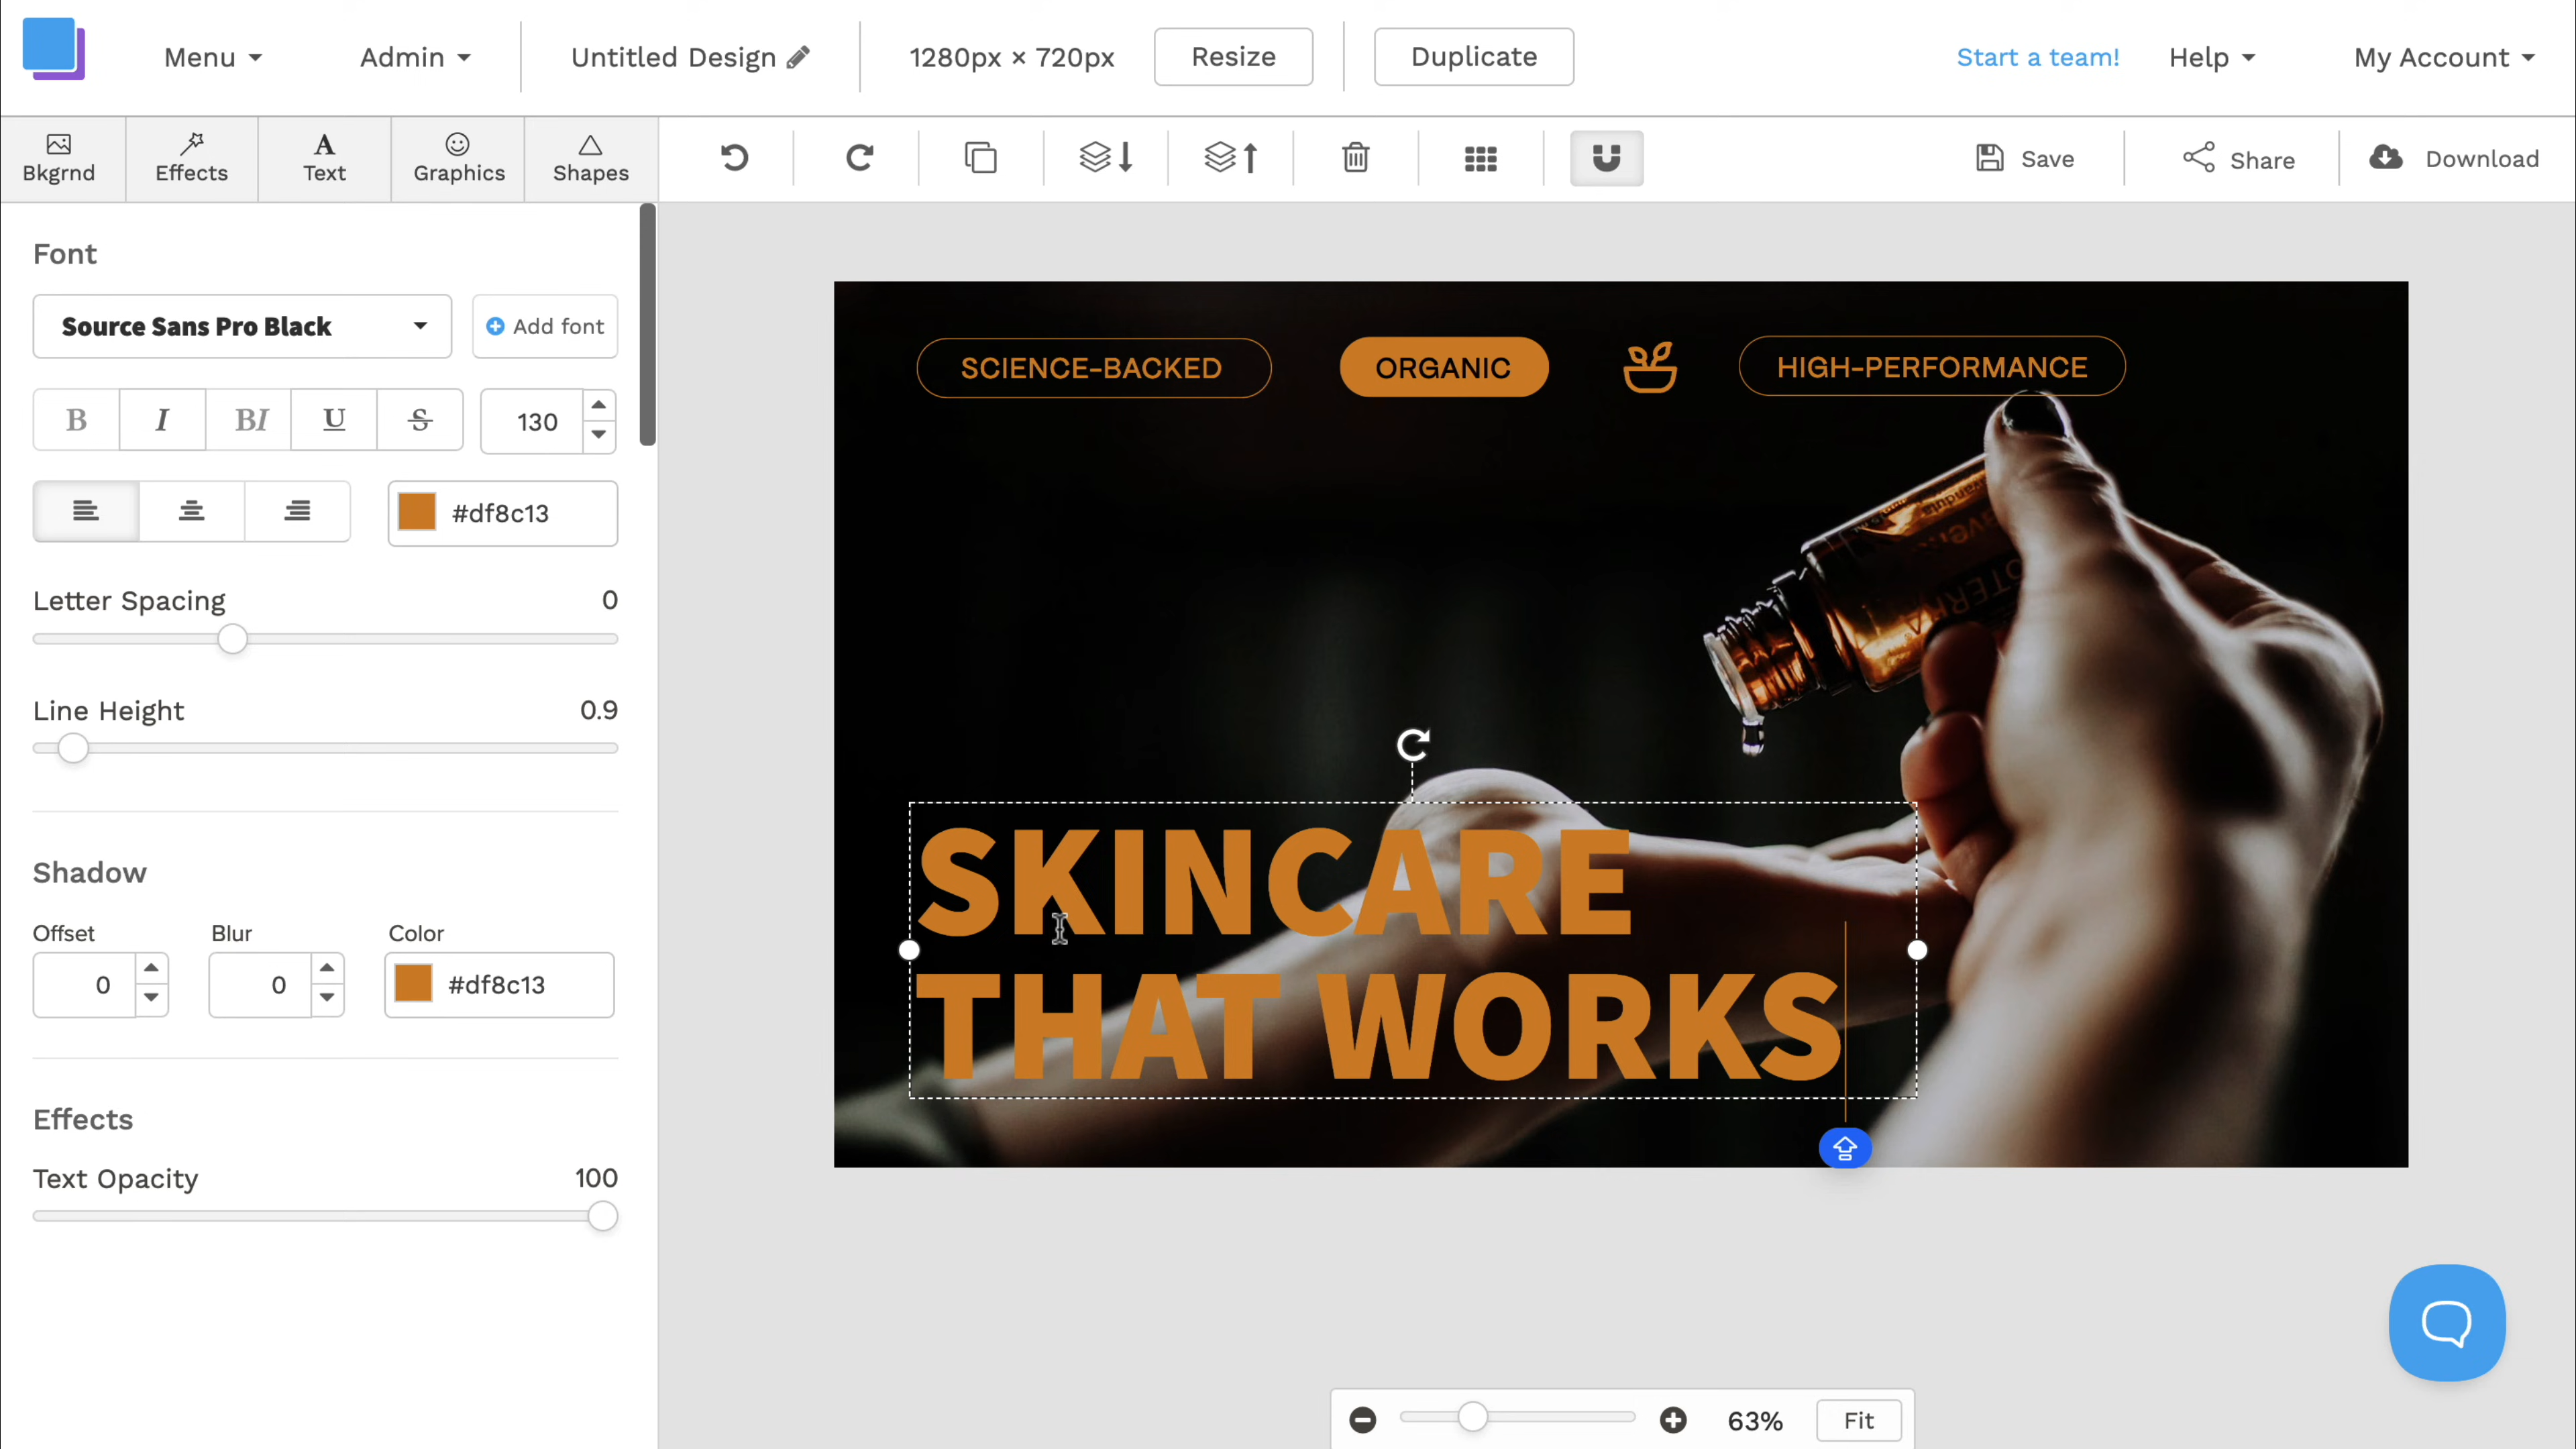 Menu
Admin
Untitled Design
1280px × 720px
Resize
Duplicate
Start a team!
Help
My Account
Bkgrnd
Effects
Text
Graphics
Shapes
Save
Share
Download
Font
Source Sans Pro Black
Add font
B
I
BI
U
S
130
#df8c13
Letter Spacing
0
Line Height
0.9
Shadow
Offset
Blur
Color
0
0
#df8c13
Effects
Text Opacity
100
SCIENCE-BACKED
ORGANIC
HIGH-PERFORMANCE
SKINCARE
THAT WORKS
63%
Fit